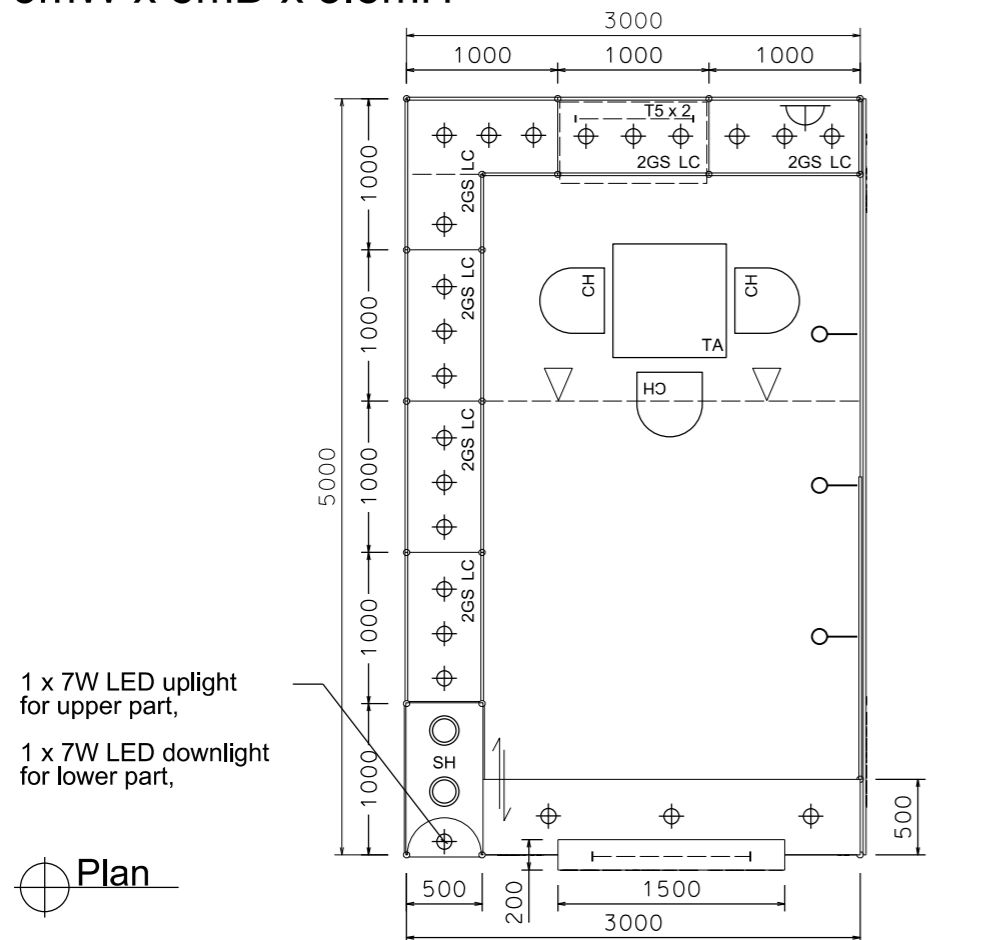 3000
1000 1000 1000
T5 x 2
2GS LC 2GS LC
1000
2GS LC
CH CH
TA
CH
1000
2GS LC
5000
1000
2GS LC
1000
2GS LC
1 x 7W LED uplight
for upper part,
1 x 7W LED downlight
for lower part,
1000
SH
500
Plan
500
200
1500
3000